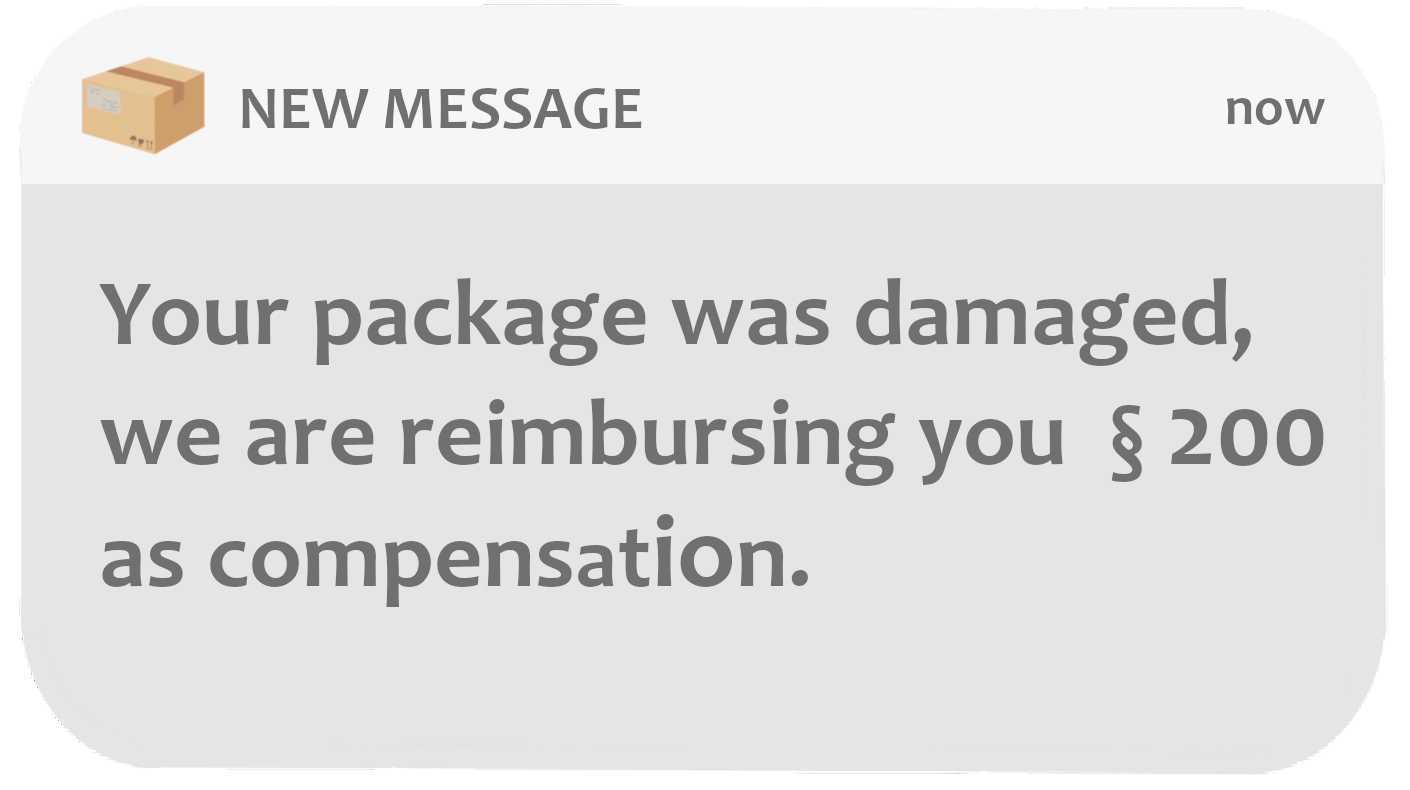 NEW MESSAGE now
Your package was damaged,
we are reimbursing you § 200
as compensation.